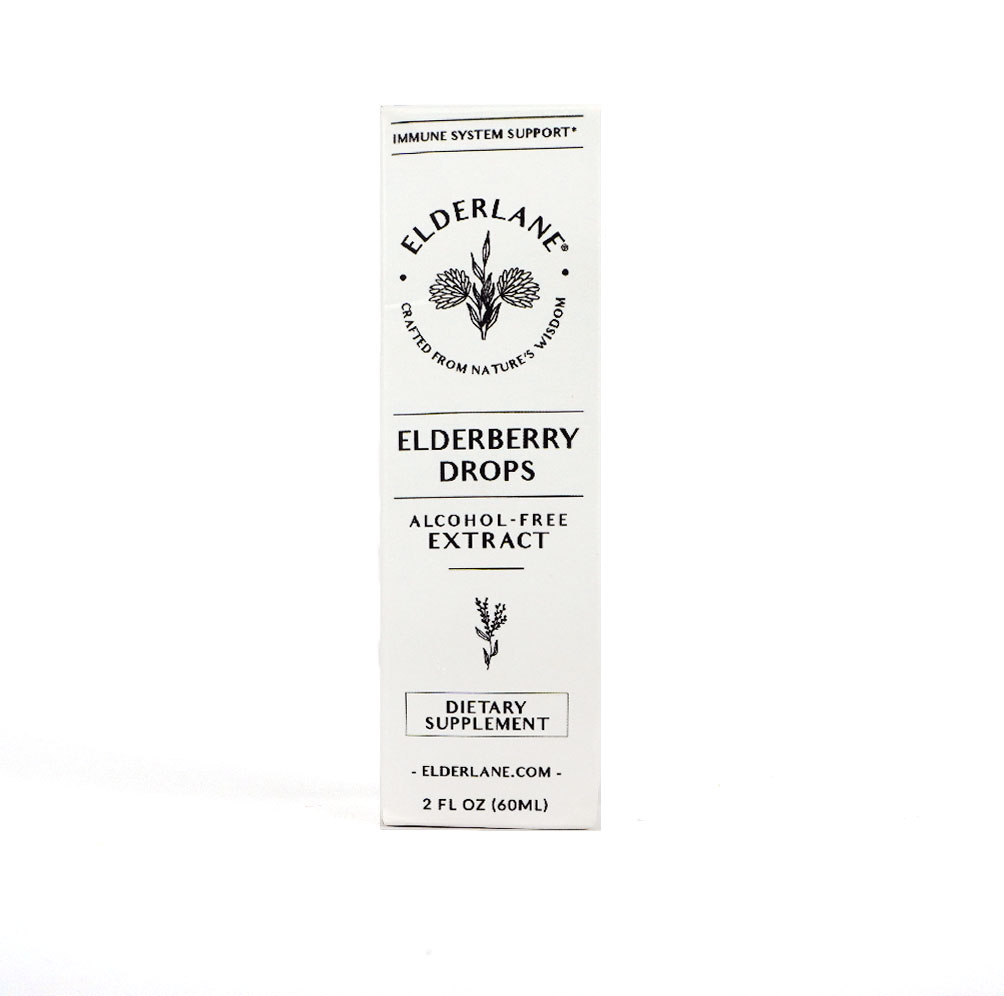 IMMUNE SYSTEM SUPPORT*
ELDERLANE®
CRAFTED FROM NATURE'S WISDOM
ELDERBERRY
DROPS
ALCOHOL-FREE
EXTRACT
DIETARY
SUPPLEMENT
- ELDERLANE.COM -
2 FL OZ (60ML)